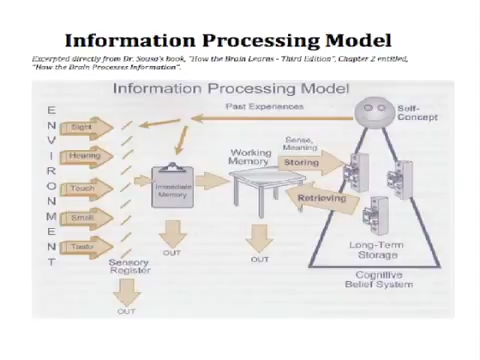 Information Processing Model
Excerpted directly from Dr. Sousa's book, "How the Brain Learns - Third Edition", Chapter 2 entitled,
"How the Brain Processes Information".
Information Processing Model
ENVIRONMENT
Past Experiences
Self-
Concept
Sight
Hearing
Touch
Smell
Taste
Sensory
Register
OUT
Immediate
Memory
OUT
Working
Memory
OUT
Sense,
Meaning
Storing
Retrieving
Long-Term
Storage
Cognitive
Belief System